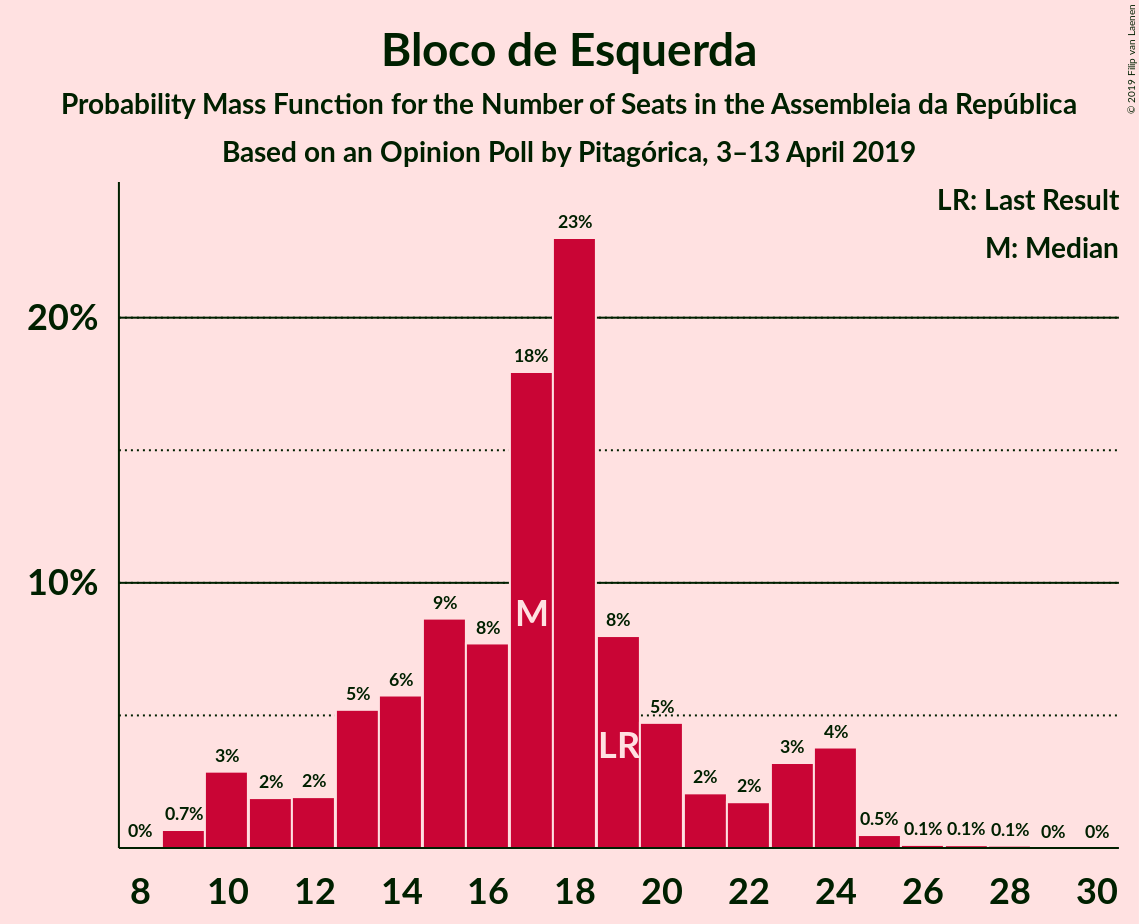 Bloco de Esquerda
Probability Mass Function for the Number of Seats in the Assembleia da República
Based on an Opinion Poll by Pitagórica, 3–13 April 2019
© 2019 Filip van Laenen
LR: Last Result
M: Median
20%
10%
0%
0.7%
3%
2%
2%
5%
6%
9%
8%
18%
23%
8%
5%
2%
2%
3%
4%
0.5%
0.1%
0.1%
0.1%
0%
0%
M
LR
8 10 12 14 16 18 20 22 24 26 28 30